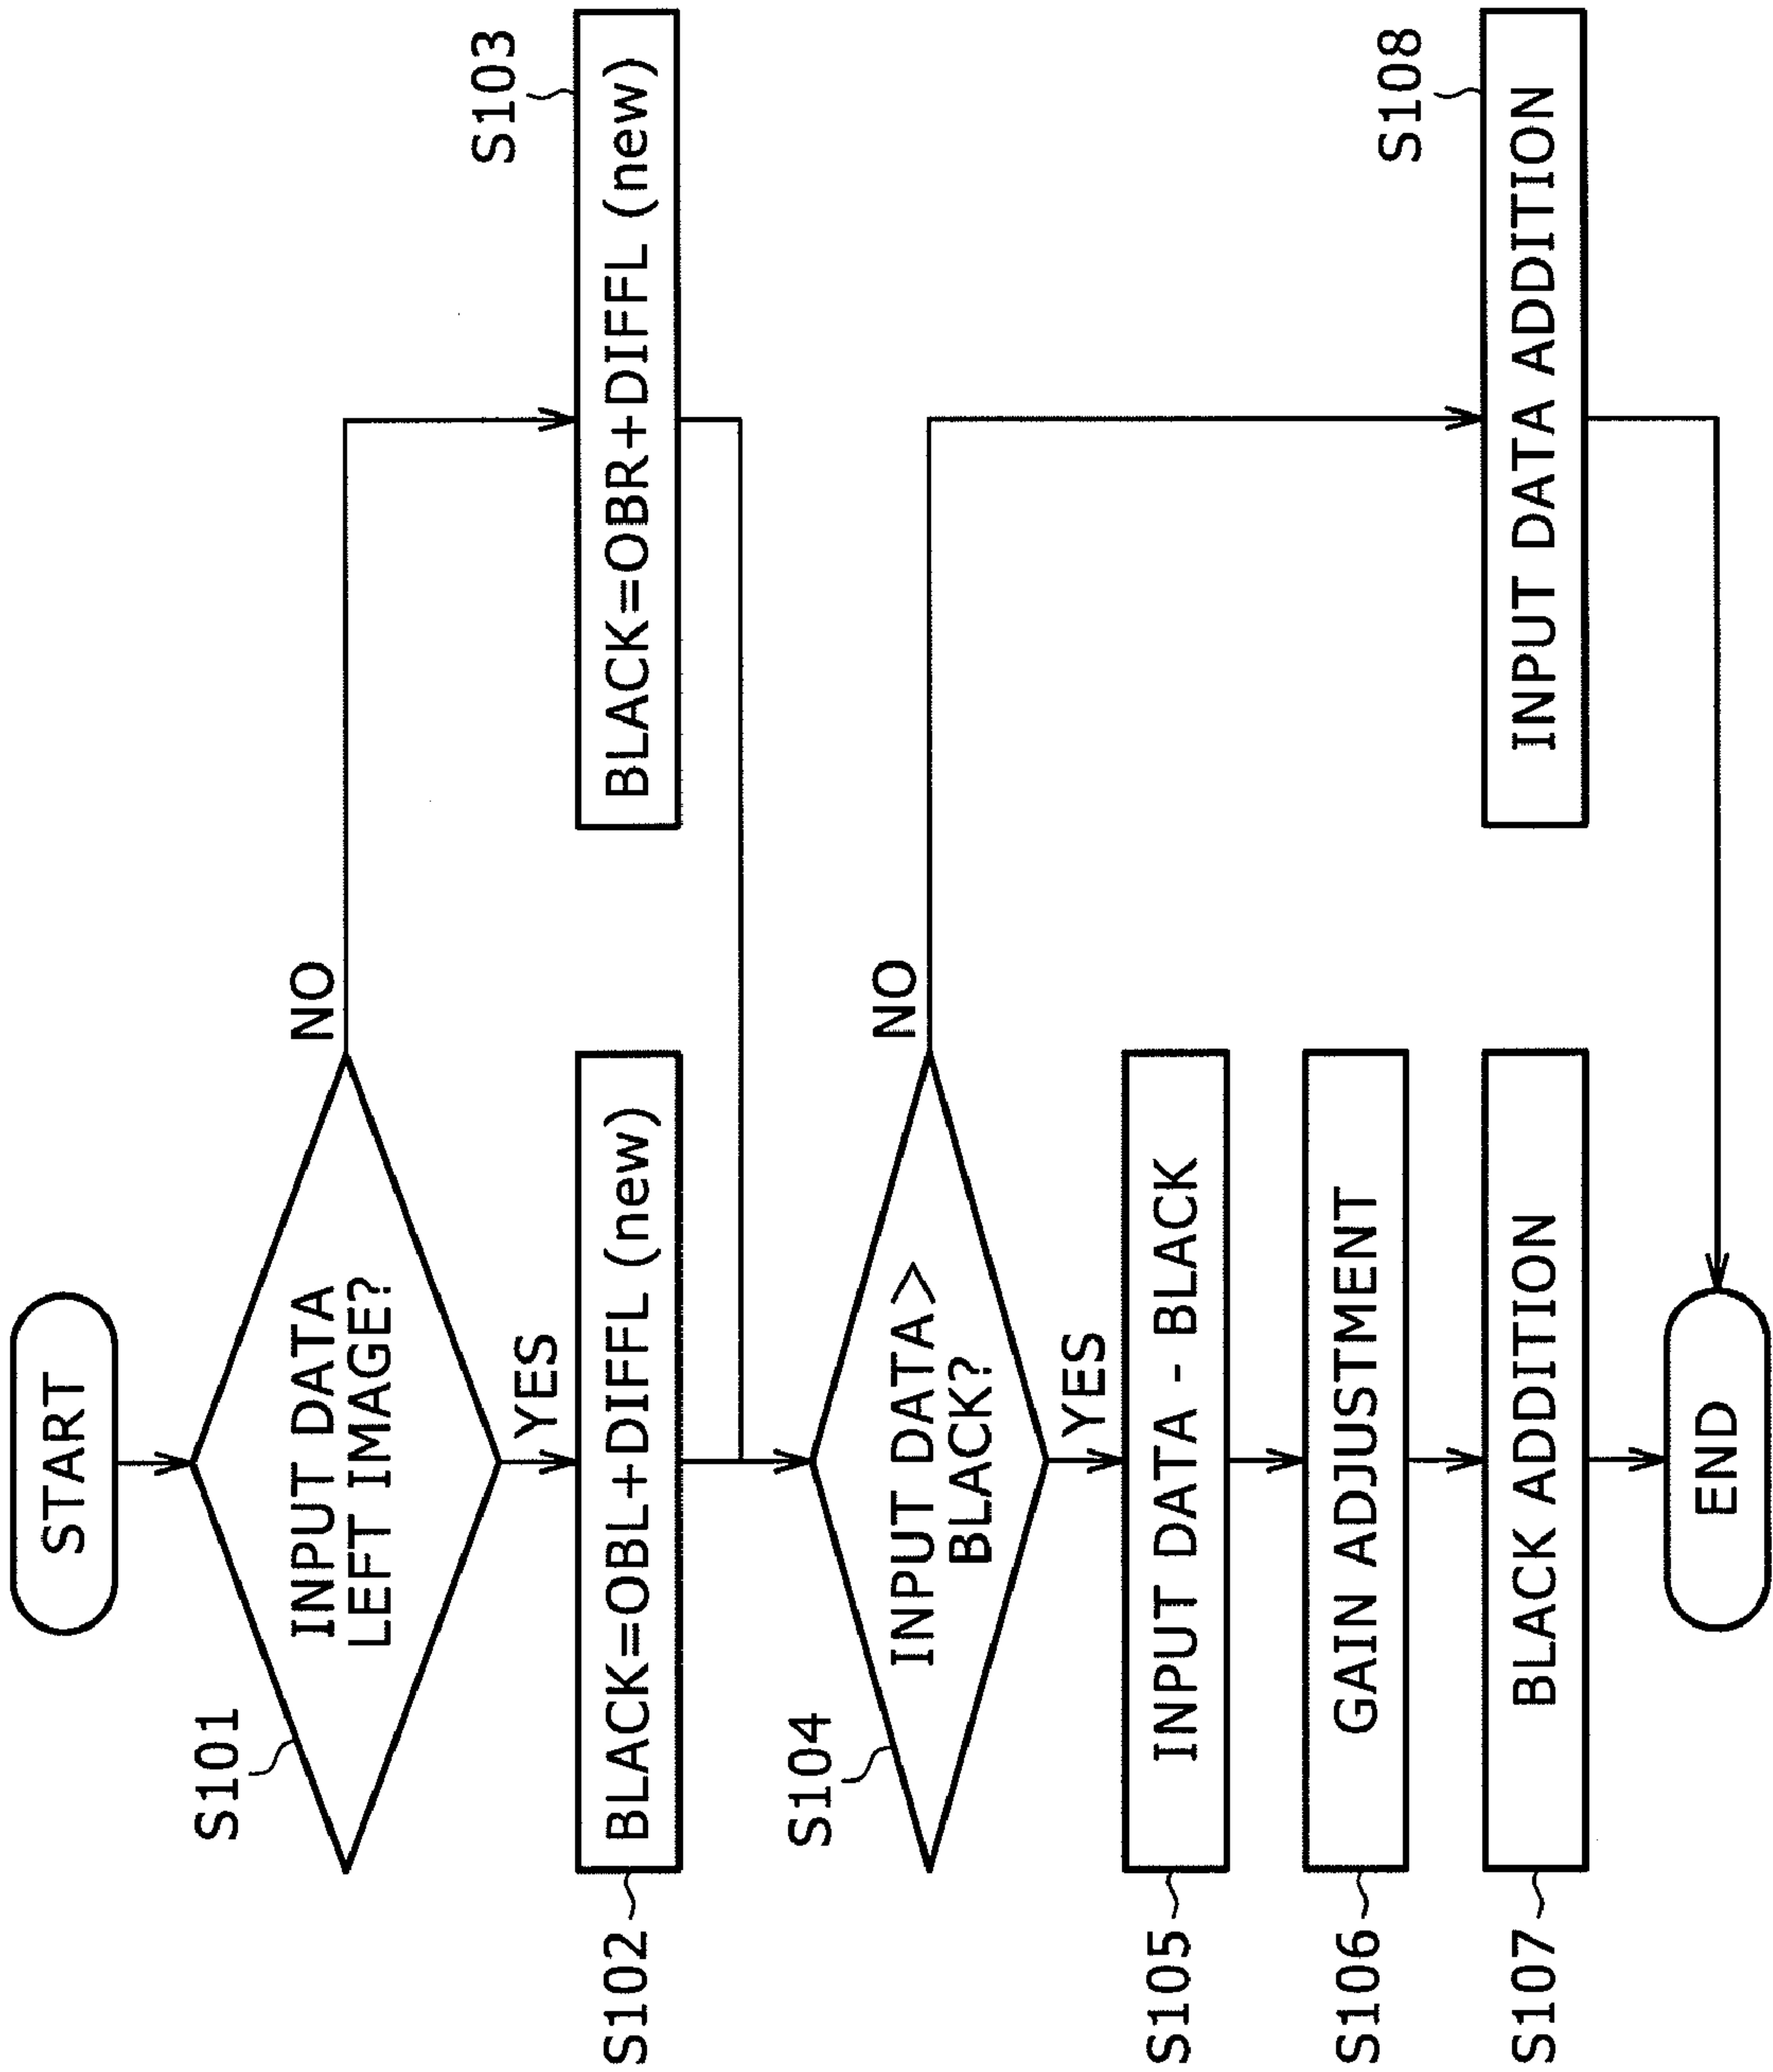 START
S101
INPUT DATA
LEFT IMAGE?
NO
YES
S102
BLACK=OBL+DIFFL (new)
S103
BLACK=OBR+DIFFL (new)
S104
INPUT DATA>
BLACK?
NO
YES
S105
INPUT DATA - BLACK
S106
GAIN ADJUSTMENT
S107
BLACK ADDITION
S108
INPUT DATA ADDITION
END